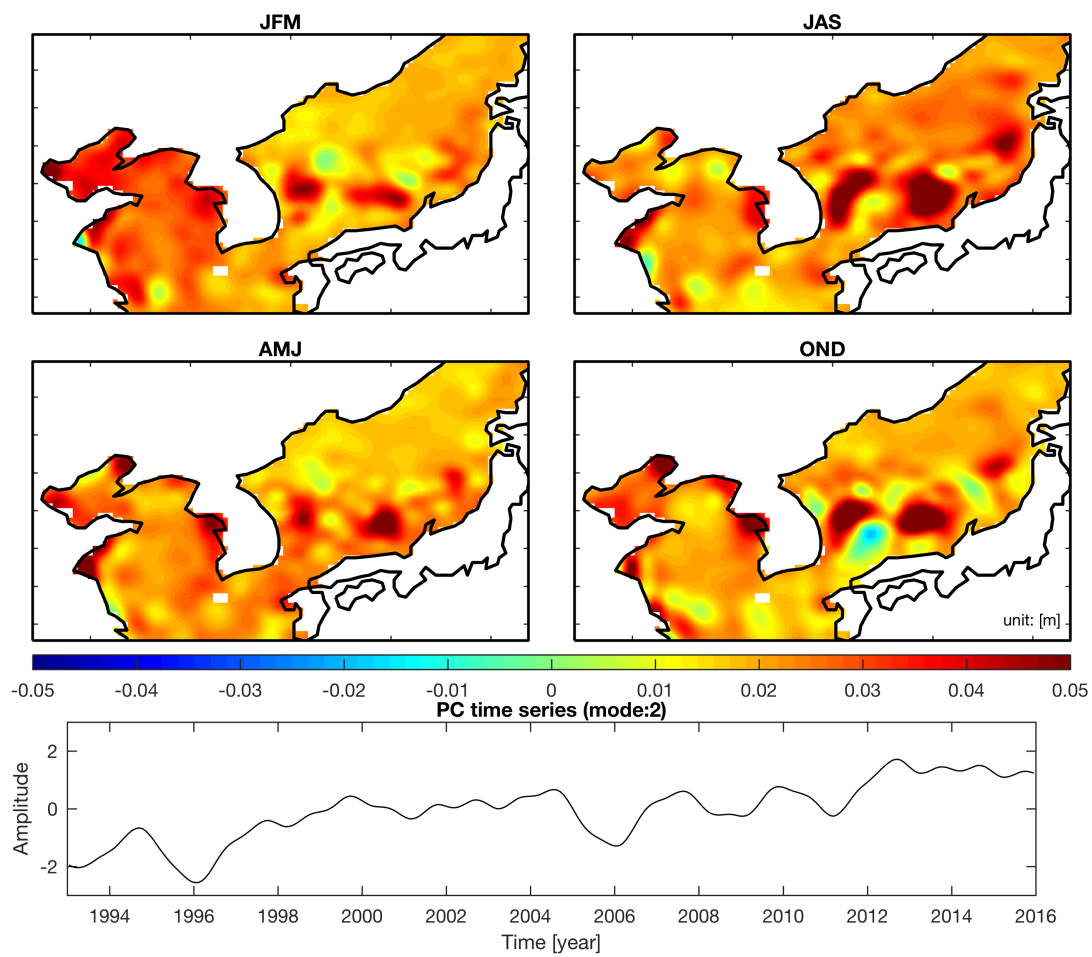 JFM
JAS
AMJ
OND
unit: [m]
-0.05 -0.04 -0.03 -0.02 -0.01 0 0.01 0.02 0.03 0.04 0.05
PC time series (mode:2)
2
0
-2
Amplitude
1994 1996 1998 2000 2002 2004 2006 2008 2010 2012 2014 2016
Time [year]